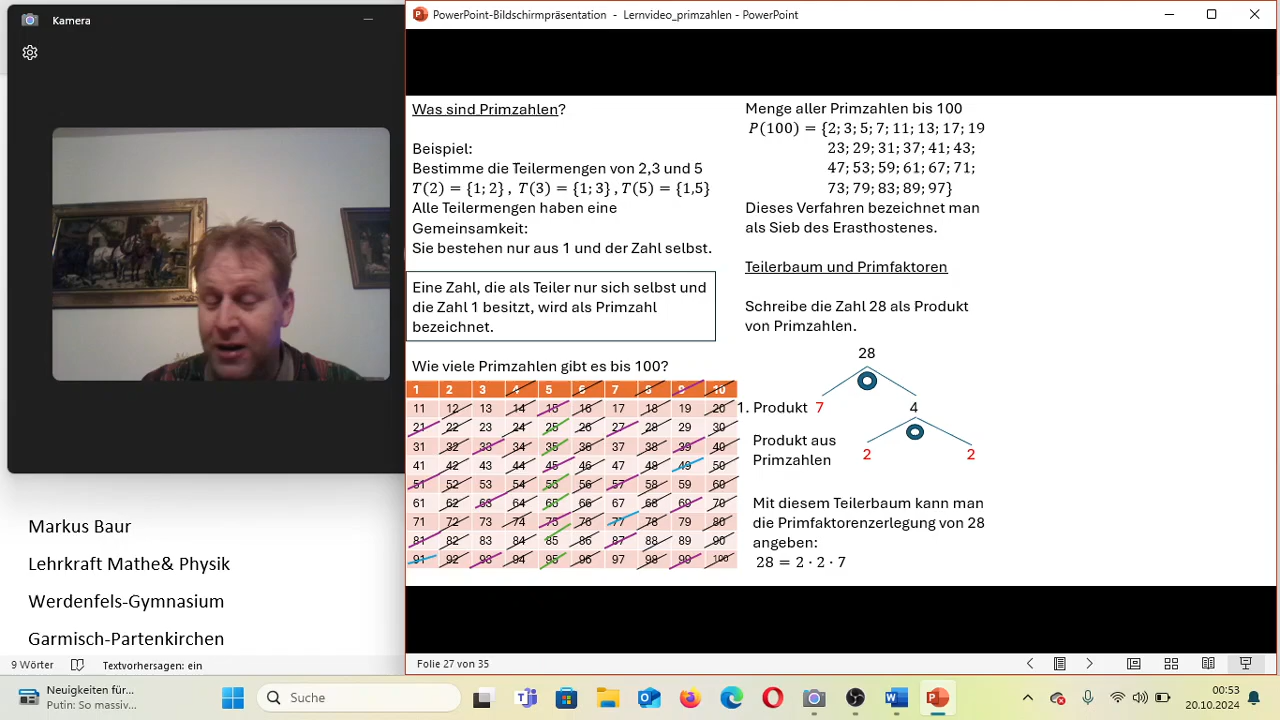 Kamera
PowerPoint-Bildschirmpräsentation - Lernvideo_primzahlen - PowerPoint
Was sind Primzahlen?
Beispiel:
Bestimme die Teilermengen von 2,3 und 5
T(2) = {1; 2} , T(3) = {1; 3} , T(5) = {1,5}
Alle Teilermengen haben eine
Gemeinsamkeit:
Sie bestehen nur aus 1 und der Zahl selbst.
Eine Zahl, die als Teiler nur sich selbst und
die Zahl 1 besitzt, wird als Primzahl
bezeichnet.
Wie viele Primzahlen gibt es bis 100?
1 2 3 4 5 6 7 8 9 10
11 12 13 14 15 16 17 18 19 20
21 22 23 24 25 26 27 28 29 30
31 32 33 34 35 36 37 38 39 40
41 42 43 44 45 46 47 48 49 50
51 52 53 54 55 56 57 58 59 60
61 62 63 64 65 66 67 68 69 70
71 72 73 74 75 76 77 78 79 80
81 82 83 84 85 86 87 88 89 90
91 92 93 94 95 96 97 98 99 100
Menge aller Primzahlen bis 100
P(100) = {2; 3; 5; 7; 11; 13; 17; 19
23; 29; 31; 37; 41; 43;
47; 53; 59; 61; 67; 71;
73; 79; 83; 89; 97}
Dieses Verfahren bezeichnet man
als Sieb des Erasthostenes.
Teilerbaum und Primfaktoren
Schreibe die Zahl 28 als Produkt
von Primzahlen.
28
1. Produkt 7 4
Produkt aus
Primzahlen
2 2
Mit diesem Teilerbaum kann man
die Primfaktorenzerlegung von 28
angeben:
28 = 2 · 2 · 7
Markus Baur
Lehrkraft Mathe& Physik
Werdenfels-Gymnasium
Garmisch-Partenkirchen
9 Wörter Textvorhersagen: ein
Folie 27 von 35
Neuigkeiten für...
Putin: So massiv...
Suche
00:53
20.10.2024